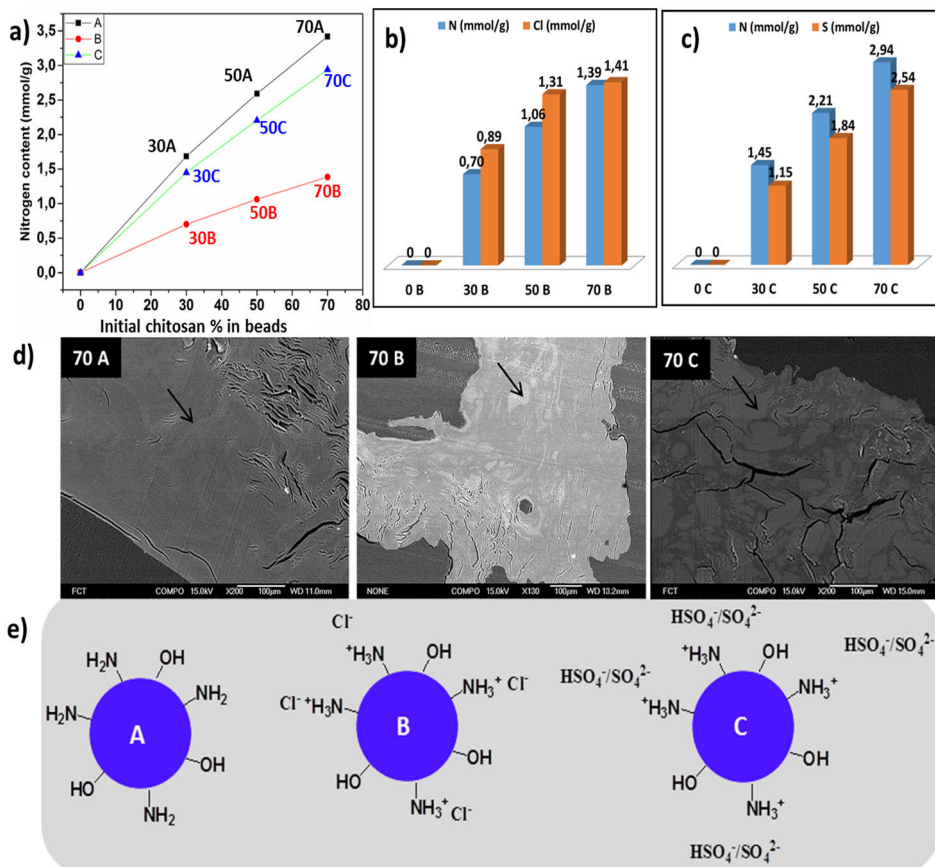 a)
A
B
C
Nitrogen content (mmol/g)
3,5
3,0
2,5
2,0
1,5
1,0
0,5
0,0
70A
50A
30A
70C
50C
30C
70B
50B
30B
0 10 20 30 40 50 60 70 80
Initial chitosan % in beads
b)
N (mmol/g) Cl (mmol/g)
0 0 0,70 0,89 1,06 1,31 1,39 1,41
0 B 30 B 50 B 70 B
c)
N (mmol/g) S (mmol/g)
0 0 1,45 1,15 2,21 1,84 2,94 2,54
0 C 30 C 50 C 70 C
d)
70 A
FCT COMPO 15.0kV X200 100µm WD 11.0mm
70 B
NONE COMPO 15.0kV X130 100µm WD 13.2mm
70 C
FCT COMPO 15.0kV X200 100µm WD 15.0mm
e)
H₂N
OH
NH₂
H₂N
A
OH
HO
NH₂
Cl⁻
⁺H₃N
OH
NH₃⁺ Cl⁻
Cl⁻ ⁺H₃N
B
OH
HO
NH₃⁺Cl⁻
HSO₄⁻/SO₄²⁻
HSO₄⁻/SO₄²⁻
⁺H₃N
OH
HSO₄⁻/SO₄²⁻
NH₃⁺
⁺H₃N
C
OH
HO
NH₃⁺
HSO₄⁻/SO₄²⁻